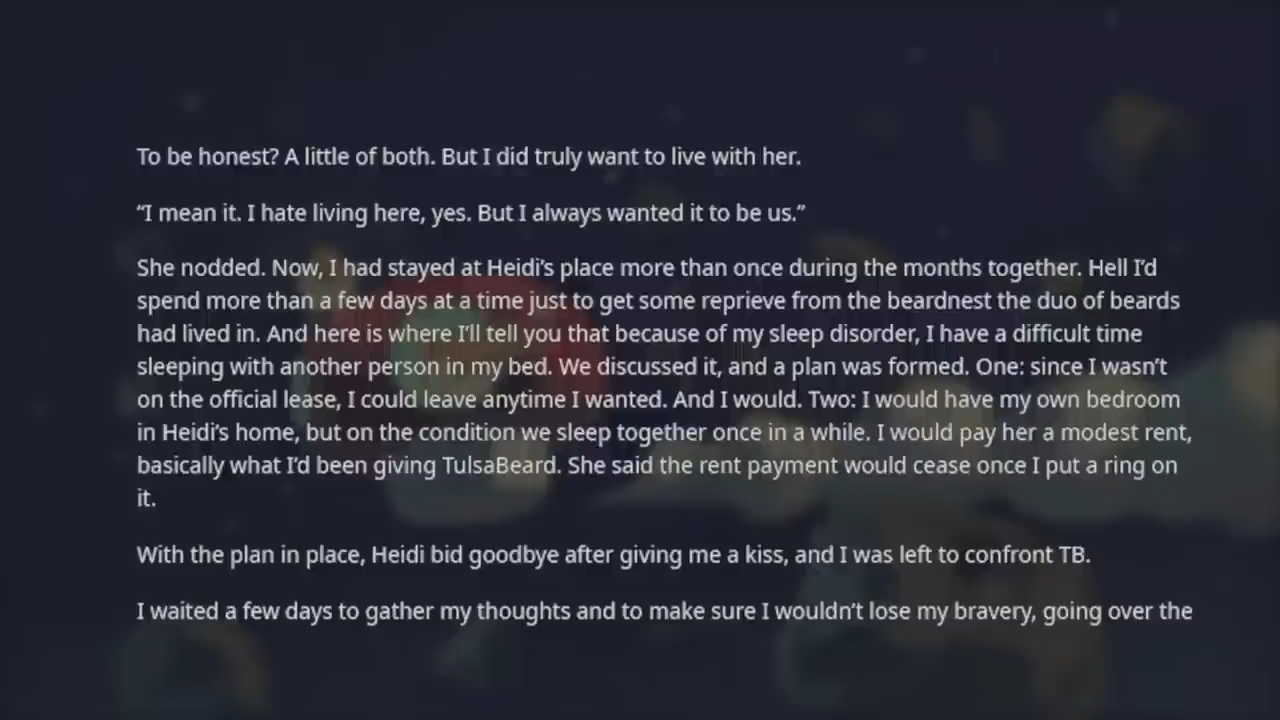 To be honest? A little of both. But I did truly want to live with her.
“I mean it. I hate living here, yes. But I always wanted it to be us.”
She nodded. Now, I had stayed at Heidi’s place more than once during the months together. Hell I’d
spend more than a few days at a time just to get some reprieve from the beardnest the duo of beards
had lived in. And here is where I’ll tell you that because of my sleep disorder, I have a difficult time
sleeping with another person in my bed. We discussed it, and a plan was formed. One: since I wasn’t
on the official lease, I could leave anytime I wanted. And I would. Two: I would have my own bedroom
in Heidi’s home, but on the condition we sleep together once in a while. I would pay her a modest rent,
basically what I’d been giving TulsaBeard. She said the rent payment would cease once I put a ring on
it.
With the plan in place, Heidi bid goodbye after giving me a kiss, and I was left to confront TB.
I waited a few days to gather my thoughts and to make sure I wouldn’t lose my bravery, going over the